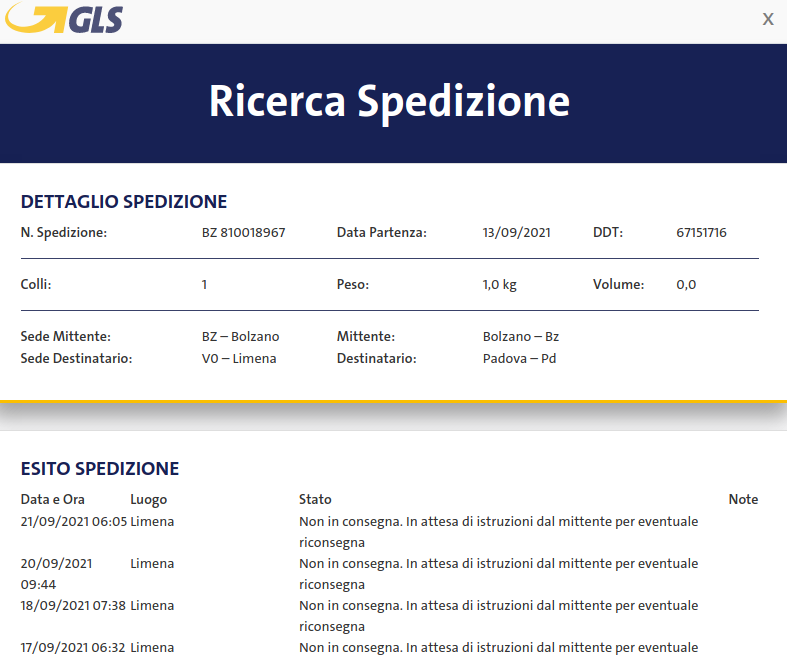 GLS
X
Ricerca Spedizione
DETTAGLIO SPEDIZIONE
N. Spedizione: BZ 810018967 Data Partenza: 13/09/2021 DDT: 67151716
Colli: 1 Peso: 1,0 kg Volume: 0,0
Sede Mittente: BZ – Bolzano Mittente: Bolzano – Bz
Sede Destinatario: V0 – Limena Destinatario: Padova – Pd
ESITO SPEDIZIONE
Data e Ora Luogo Stato Note
21/09/2021 06:05 Limena Non in consegna. In attesa di istruzioni dal mittente per eventuale
riconsegna
20/09/2021 Limena Non in consegna. In attesa di istruzioni dal mittente per eventuale
09:44 riconsegna
18/09/2021 07:38 Limena Non in consegna. In attesa di istruzioni dal mittente per eventuale
riconsegna
17/09/2021 06:32 Limena Non in consegna. In attesa di istruzioni dal mittente per eventuale